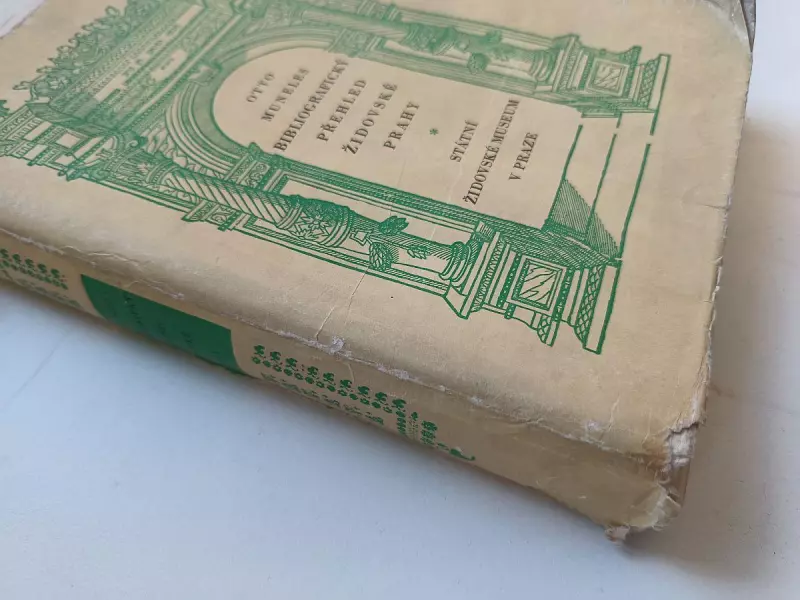 OTTO
MUNELES
BIBLIOGRAFICKÝ
PŘEHLED
ŽIDOVSKÉ
PRAHY
*
STÁTNÍ
ŽIDOVSKÉ MUSEUM
V PRAZE